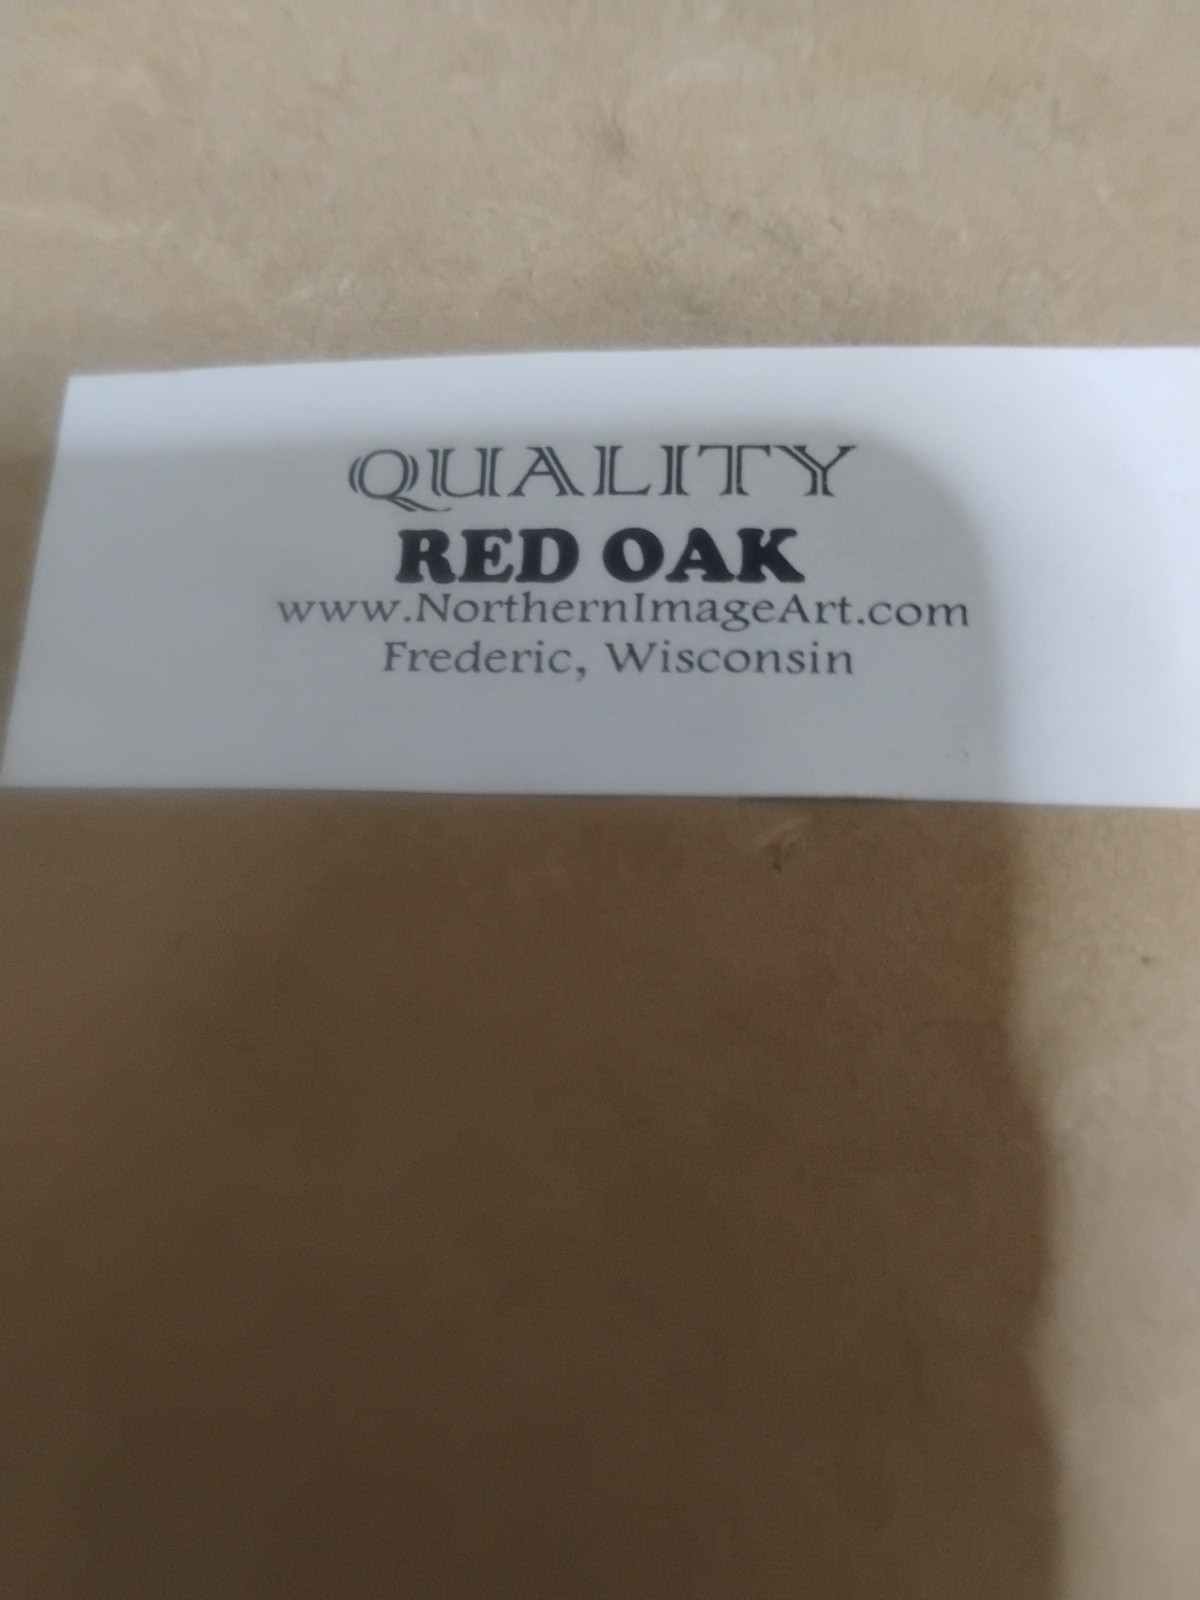 QUALITY
RED OAK
www.NorthernImageArt.com
Frederic, Wisconsin